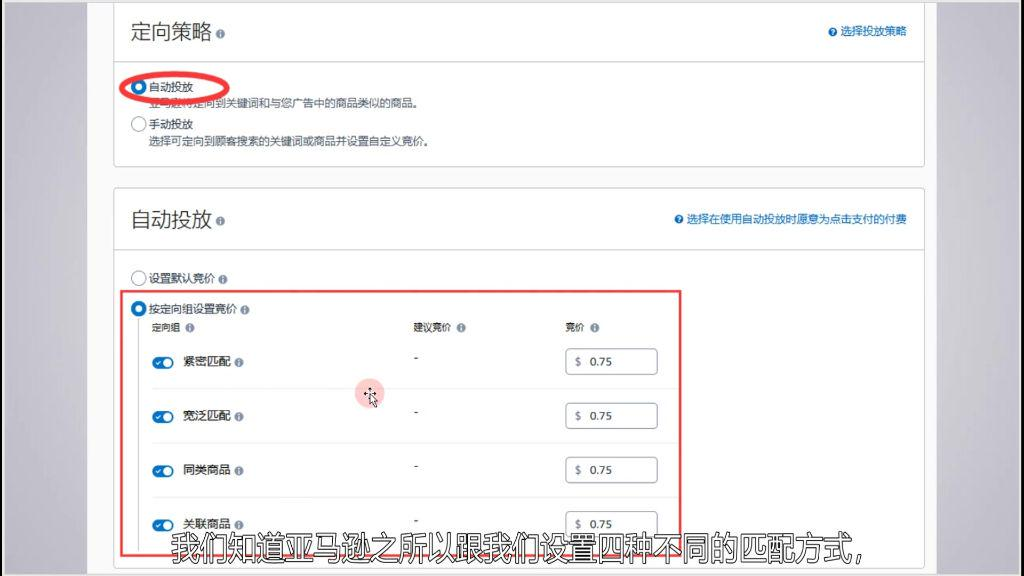 定向策略
选择投放策略
自动投放
亚马逊将定向到关键词和与您广告中的商品类似的商品。
手动投放
选择可定向到顾客搜索的关键词或商品并设置自定义竞价。
自动投放
选择在使用自动投放时愿意为点击支付的付费
设置默认竞价
按定向组设置竞价
定向组 建议竞价 竞价
紧密匹配 - $ 0.75
宽泛匹配 - $ 0.75
同类商品 - $ 0.75
关联商品 - $ 0.75
我们知道亚马逊之所以跟我们设置四种不同的匹配方式，